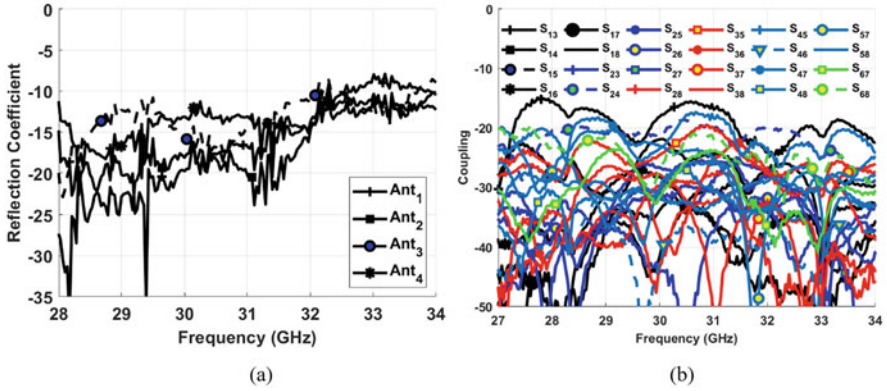 (a)
Reflection Coefficient
0
-5
-10
-15
-20
-25
-30
-35
28 29 30 31 32 33 34
Frequency (GHz)
Ant1
Ant2
Ant3
Ant4
(a)
(b)
Coupling
0
-10
-20
-30
-40
-50
27 28 29 30 31 32 33 34
Frequency (GHz)
S13 S17 S25 S35 S45 S57
S14 S18 S26 S36 S46 S58
S15 S23 S27 S37 S47 S67
S16 S24 S28 S38 S48 S68
(b)